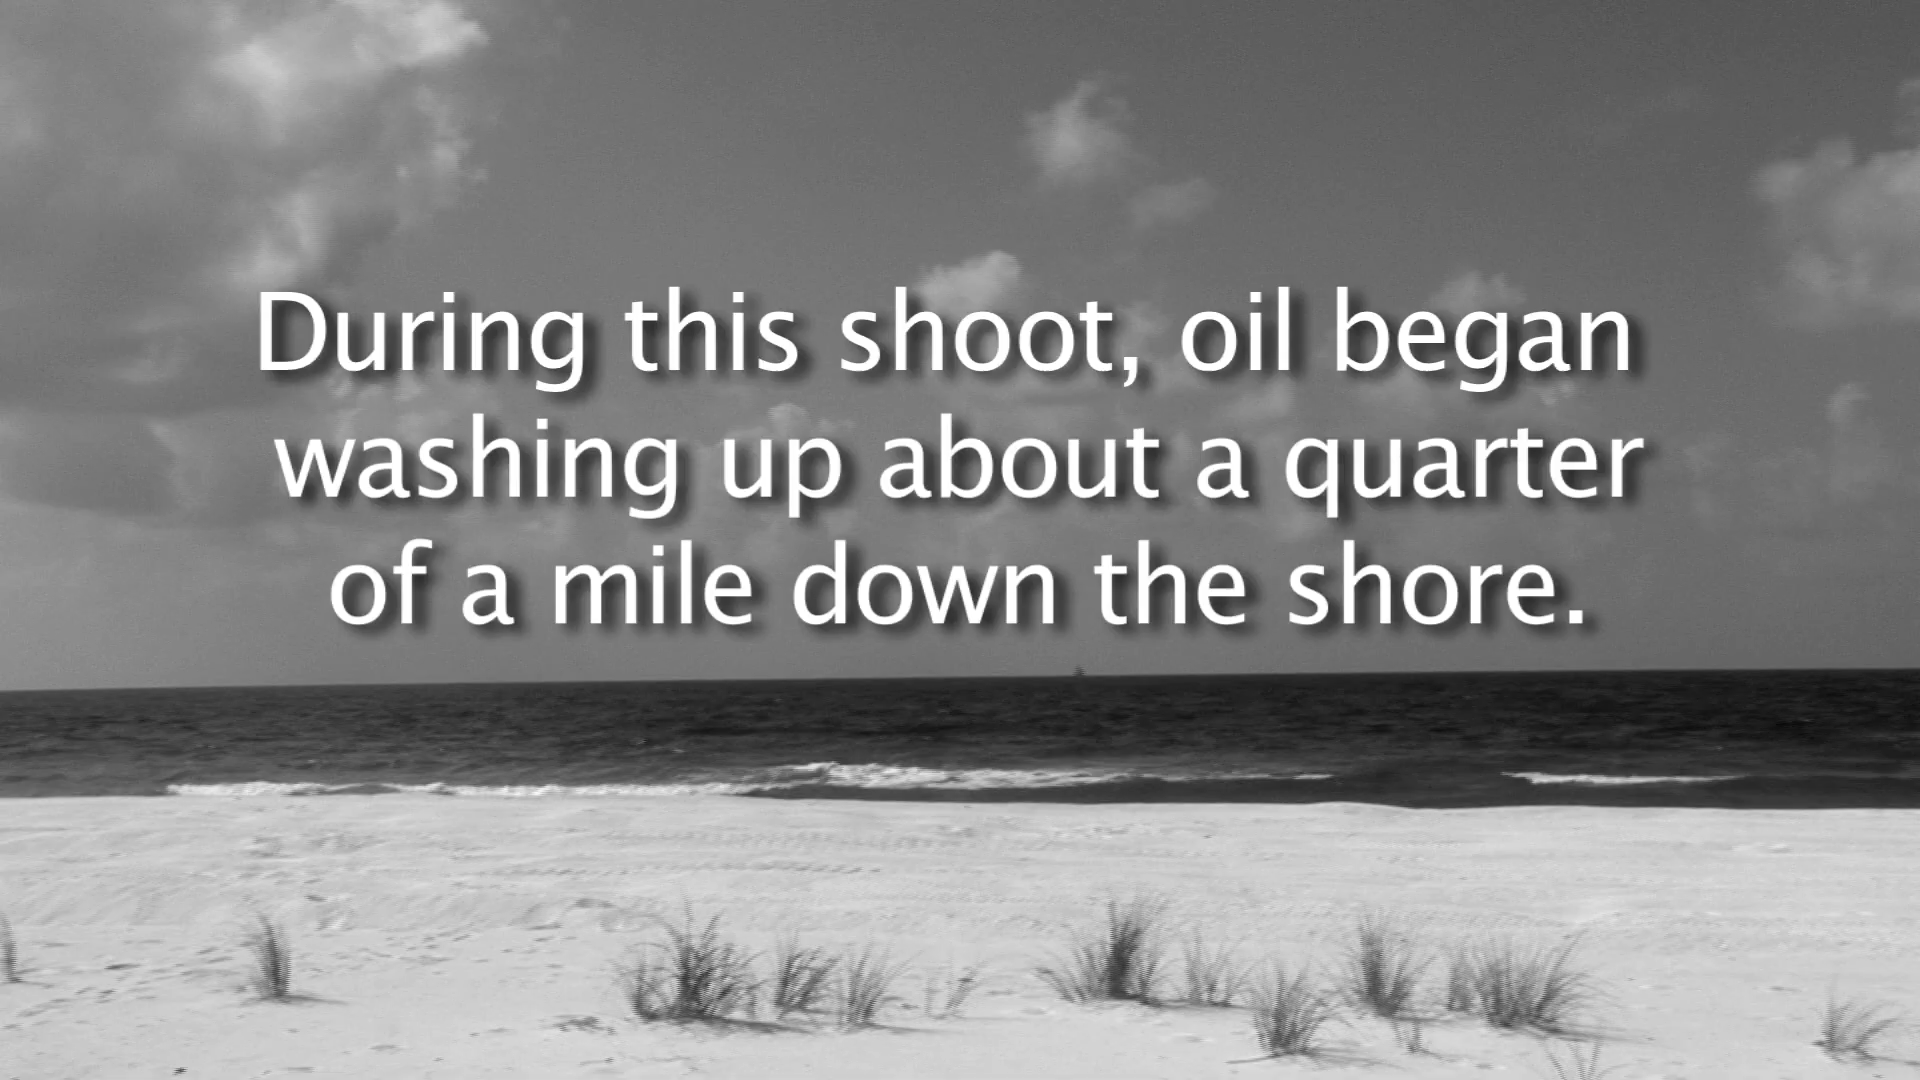 During this shoot, oil began
washing up about a quarter
of a mile down the shore.